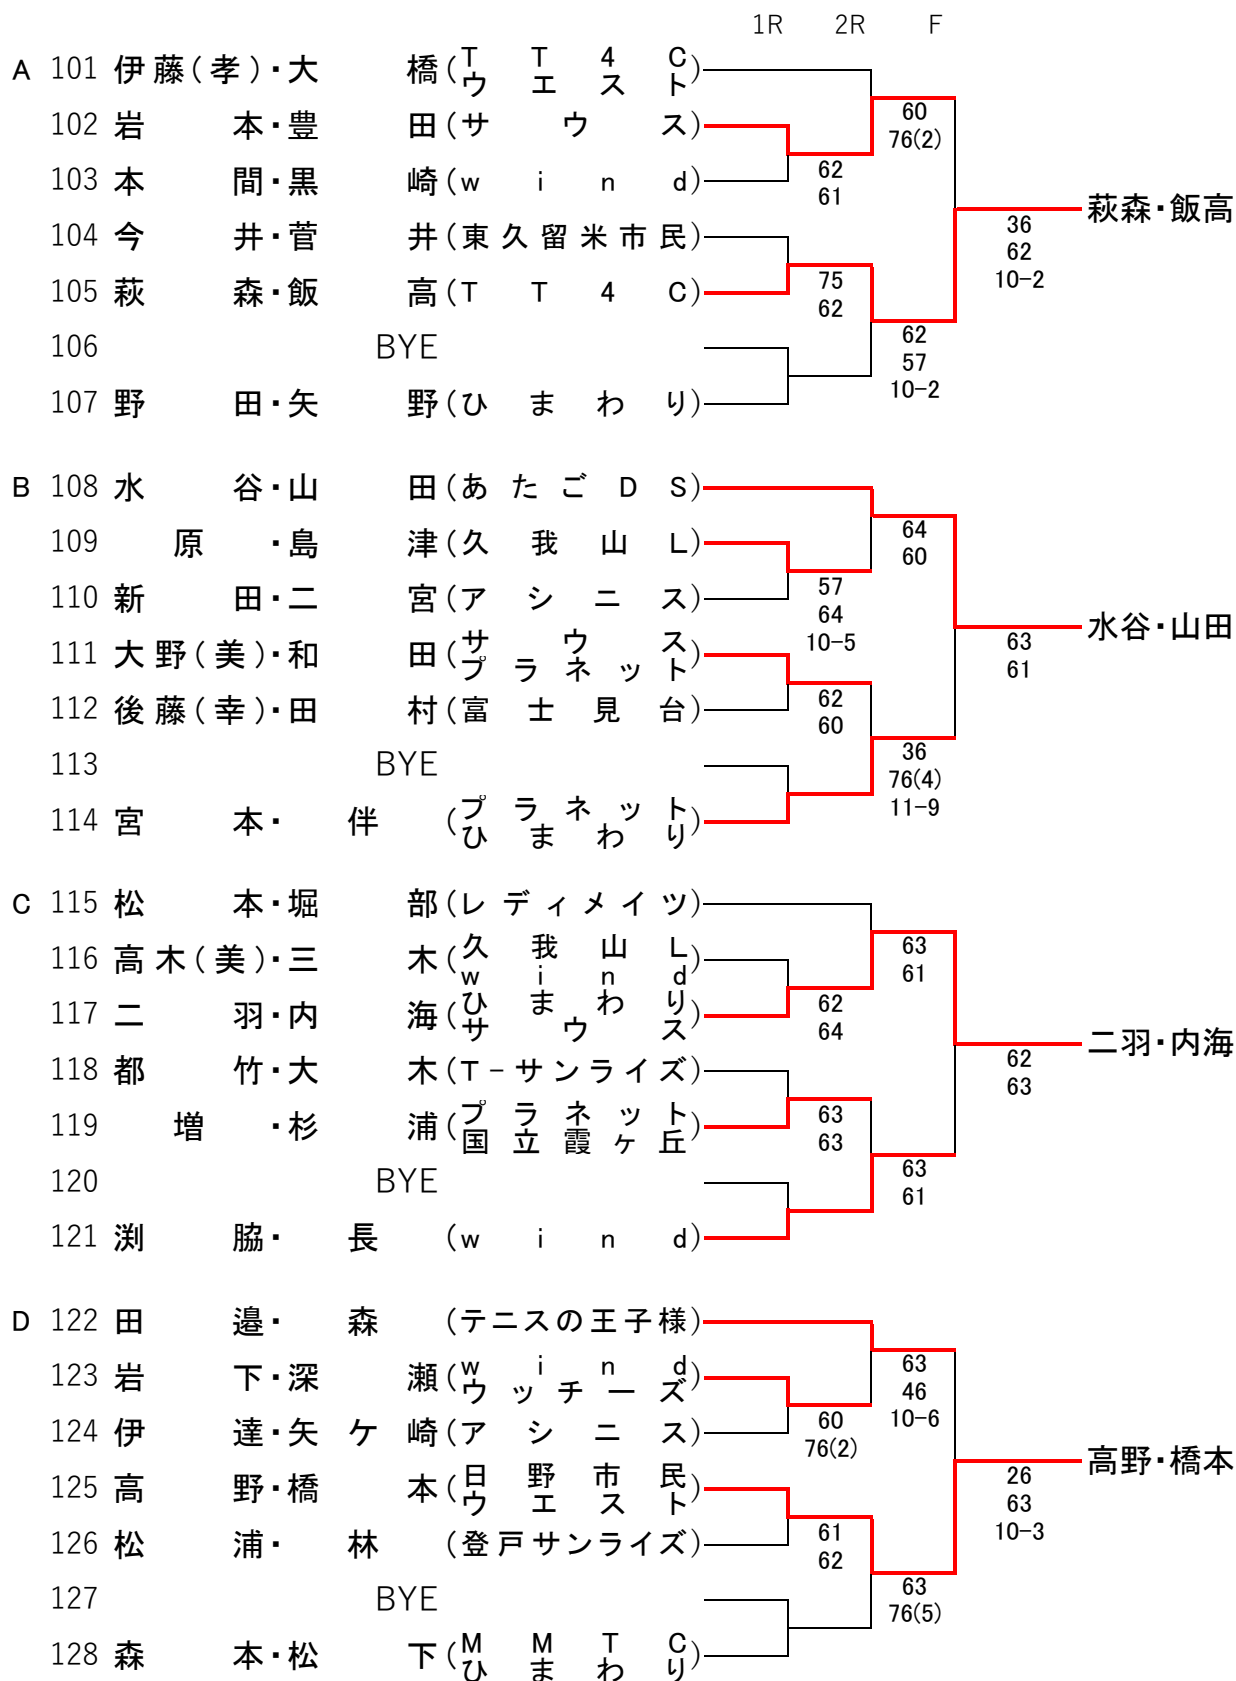 1R 2R F
A 101 伊藤(孝)・大橋(TT4C ウエスト)
60
76(2)
102 岩本・豊田(サウス)
62
61
103 本間・黒崎(wind)
萩森・飯高
36
62
10-2
104 今井・菅井(東久留米市民)
75
62
105 萩森・飯高(TT4C)
106 BYE
62
57
10-2
107 野田・矢野(ひまわり)
B 108 水谷・山田(あたごDS)
64
60
109 原・島津(久我山L)
57
64
10-5
110 新田・二宮(アシニス)
水谷・山田
63
61
111 大野(美)・和田(サウス プラネット)
62
60
112 後藤(幸)・田村(富士見台)
113 BYE
36
76(4)
11-9
114 宮本・伴(プラネット ひまわり)
C 115 松本・堀部(レディメイツ)
63
61
116 高木(美)・三木(久我山L wind)
62
64
117 二羽・内海(ひまわり サウス)
二羽・内海
62
63
118 都竹・大木(T-サンライズ)
63
63
119 増・杉浦(プラネット 国立霞ヶ丘)
120 BYE
63
61
121 渕脇・長(wind)
D 122 田邉・森(テニスの王子様)
63
46
10-6
123 岩下・深瀬(wind ウッチーズ)
60
76(2)
124 伊達・矢ケ崎(アシニス)
高野・橋本
26
63
10-3
125 高野・橋本(日野市民 ウエスト)
61
62
126 松浦・林(登戸サンライズ)
127 BYE
63
76(5)
128 森本・松下(MMTC ひまわり)